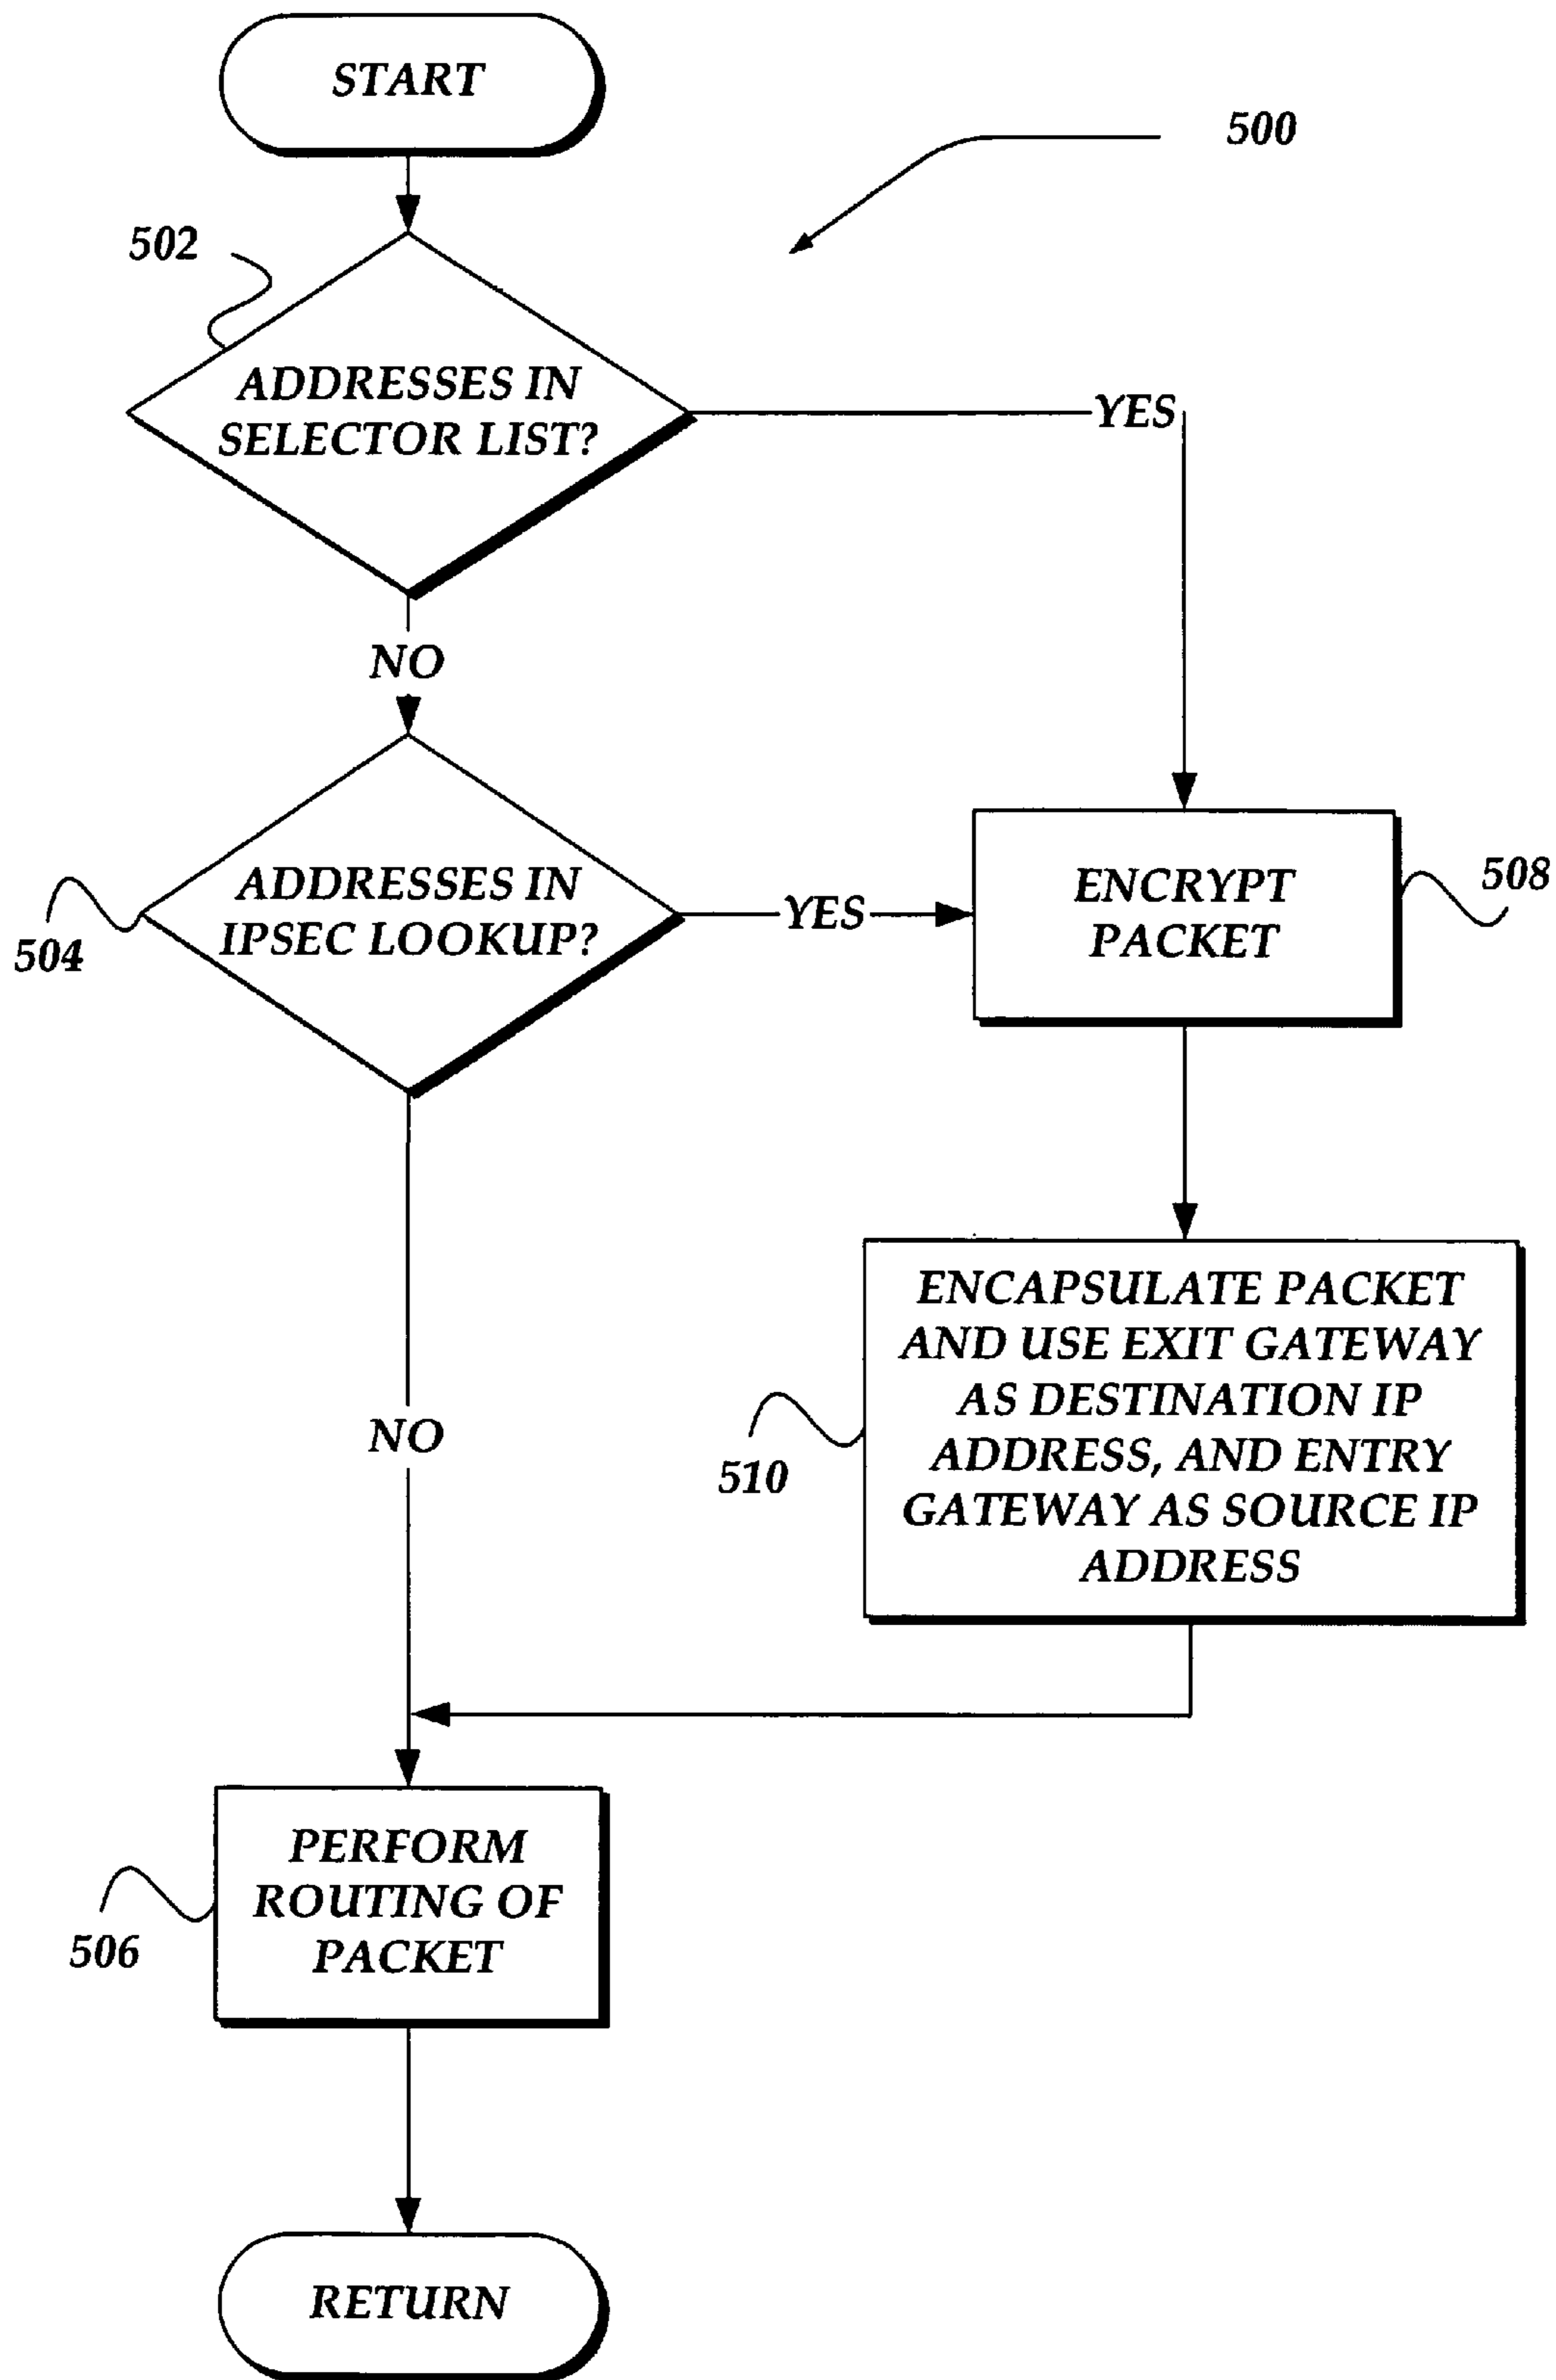 START
500
502
ADDRESSES IN
SELECTOR LIST?
YES
NO
ADDRESSES IN
IPSEC LOOKUP?
504
YES
ENCRYPT
PACKET
508
ENCAPSULATE PACKET
AND USE EXIT GATEWAY
AS DESTINATION IP
ADDRESS, AND ENTRY
GATEWAY AS SOURCE IP
ADDRESS
510
NO
PERFORM
ROUTING OF
PACKET
506
RETURN